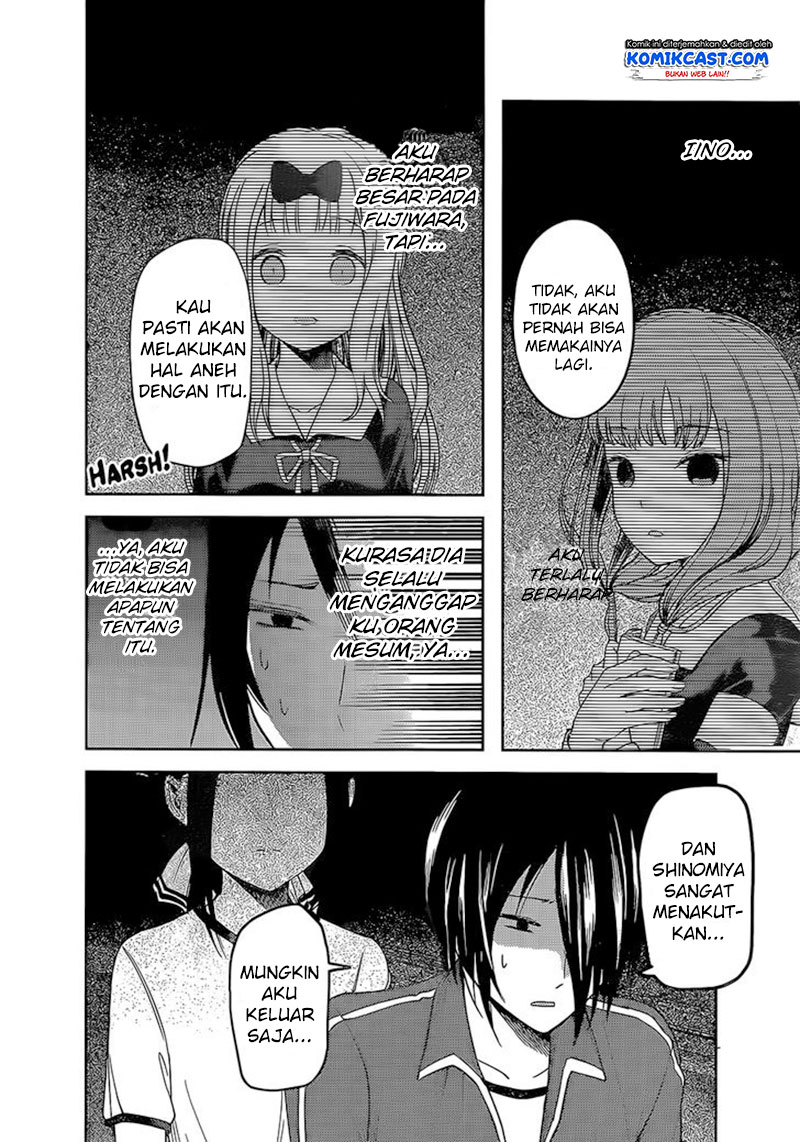 Komik ini diterjemahkan & diedit oleh
KOMIKCAST.COM
BUKAN WEB LAIN!!
IINO...
TIDAK, AKU
TIDAK AKAN
PERNAH BISA
MEMAKAINYA
LAGI.
AKU
TERLALU
BERHARAP
AKU
BERHARAP
BESAR PADA
FUJIWARA,
TAPI...
KAU
PASTI AKAN
MELAKUKAN
HAL ANEH
DENGAN ITU.
HARSH!
KURASA DIA
SELALU
MENGANGGAP
KU ORANG
MESUM, YA...
...YA, AKU
TIDAK BISA
MELAKUKAN
APAPUN
TENTANG
ITU.
DAN
SHINOMIYA
SANGAT
MENAKUT-
KAN...
MUNGKIN
AKU
KELUAR
SAJA...